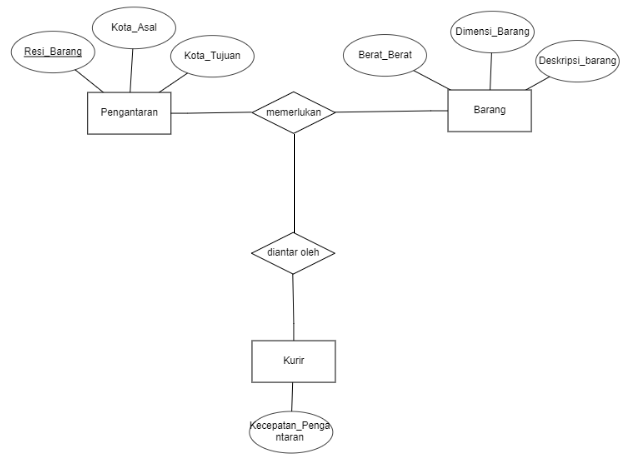 Kota_Asal
Resi_Barang
Kota_Tujuan
Dimensi_Barang
Berat_Berat
Deskripsi_barang
Pengantaran
memerlukan
Barang
diantar oleh
Kurir
Kecepatan_Penga
ntaran